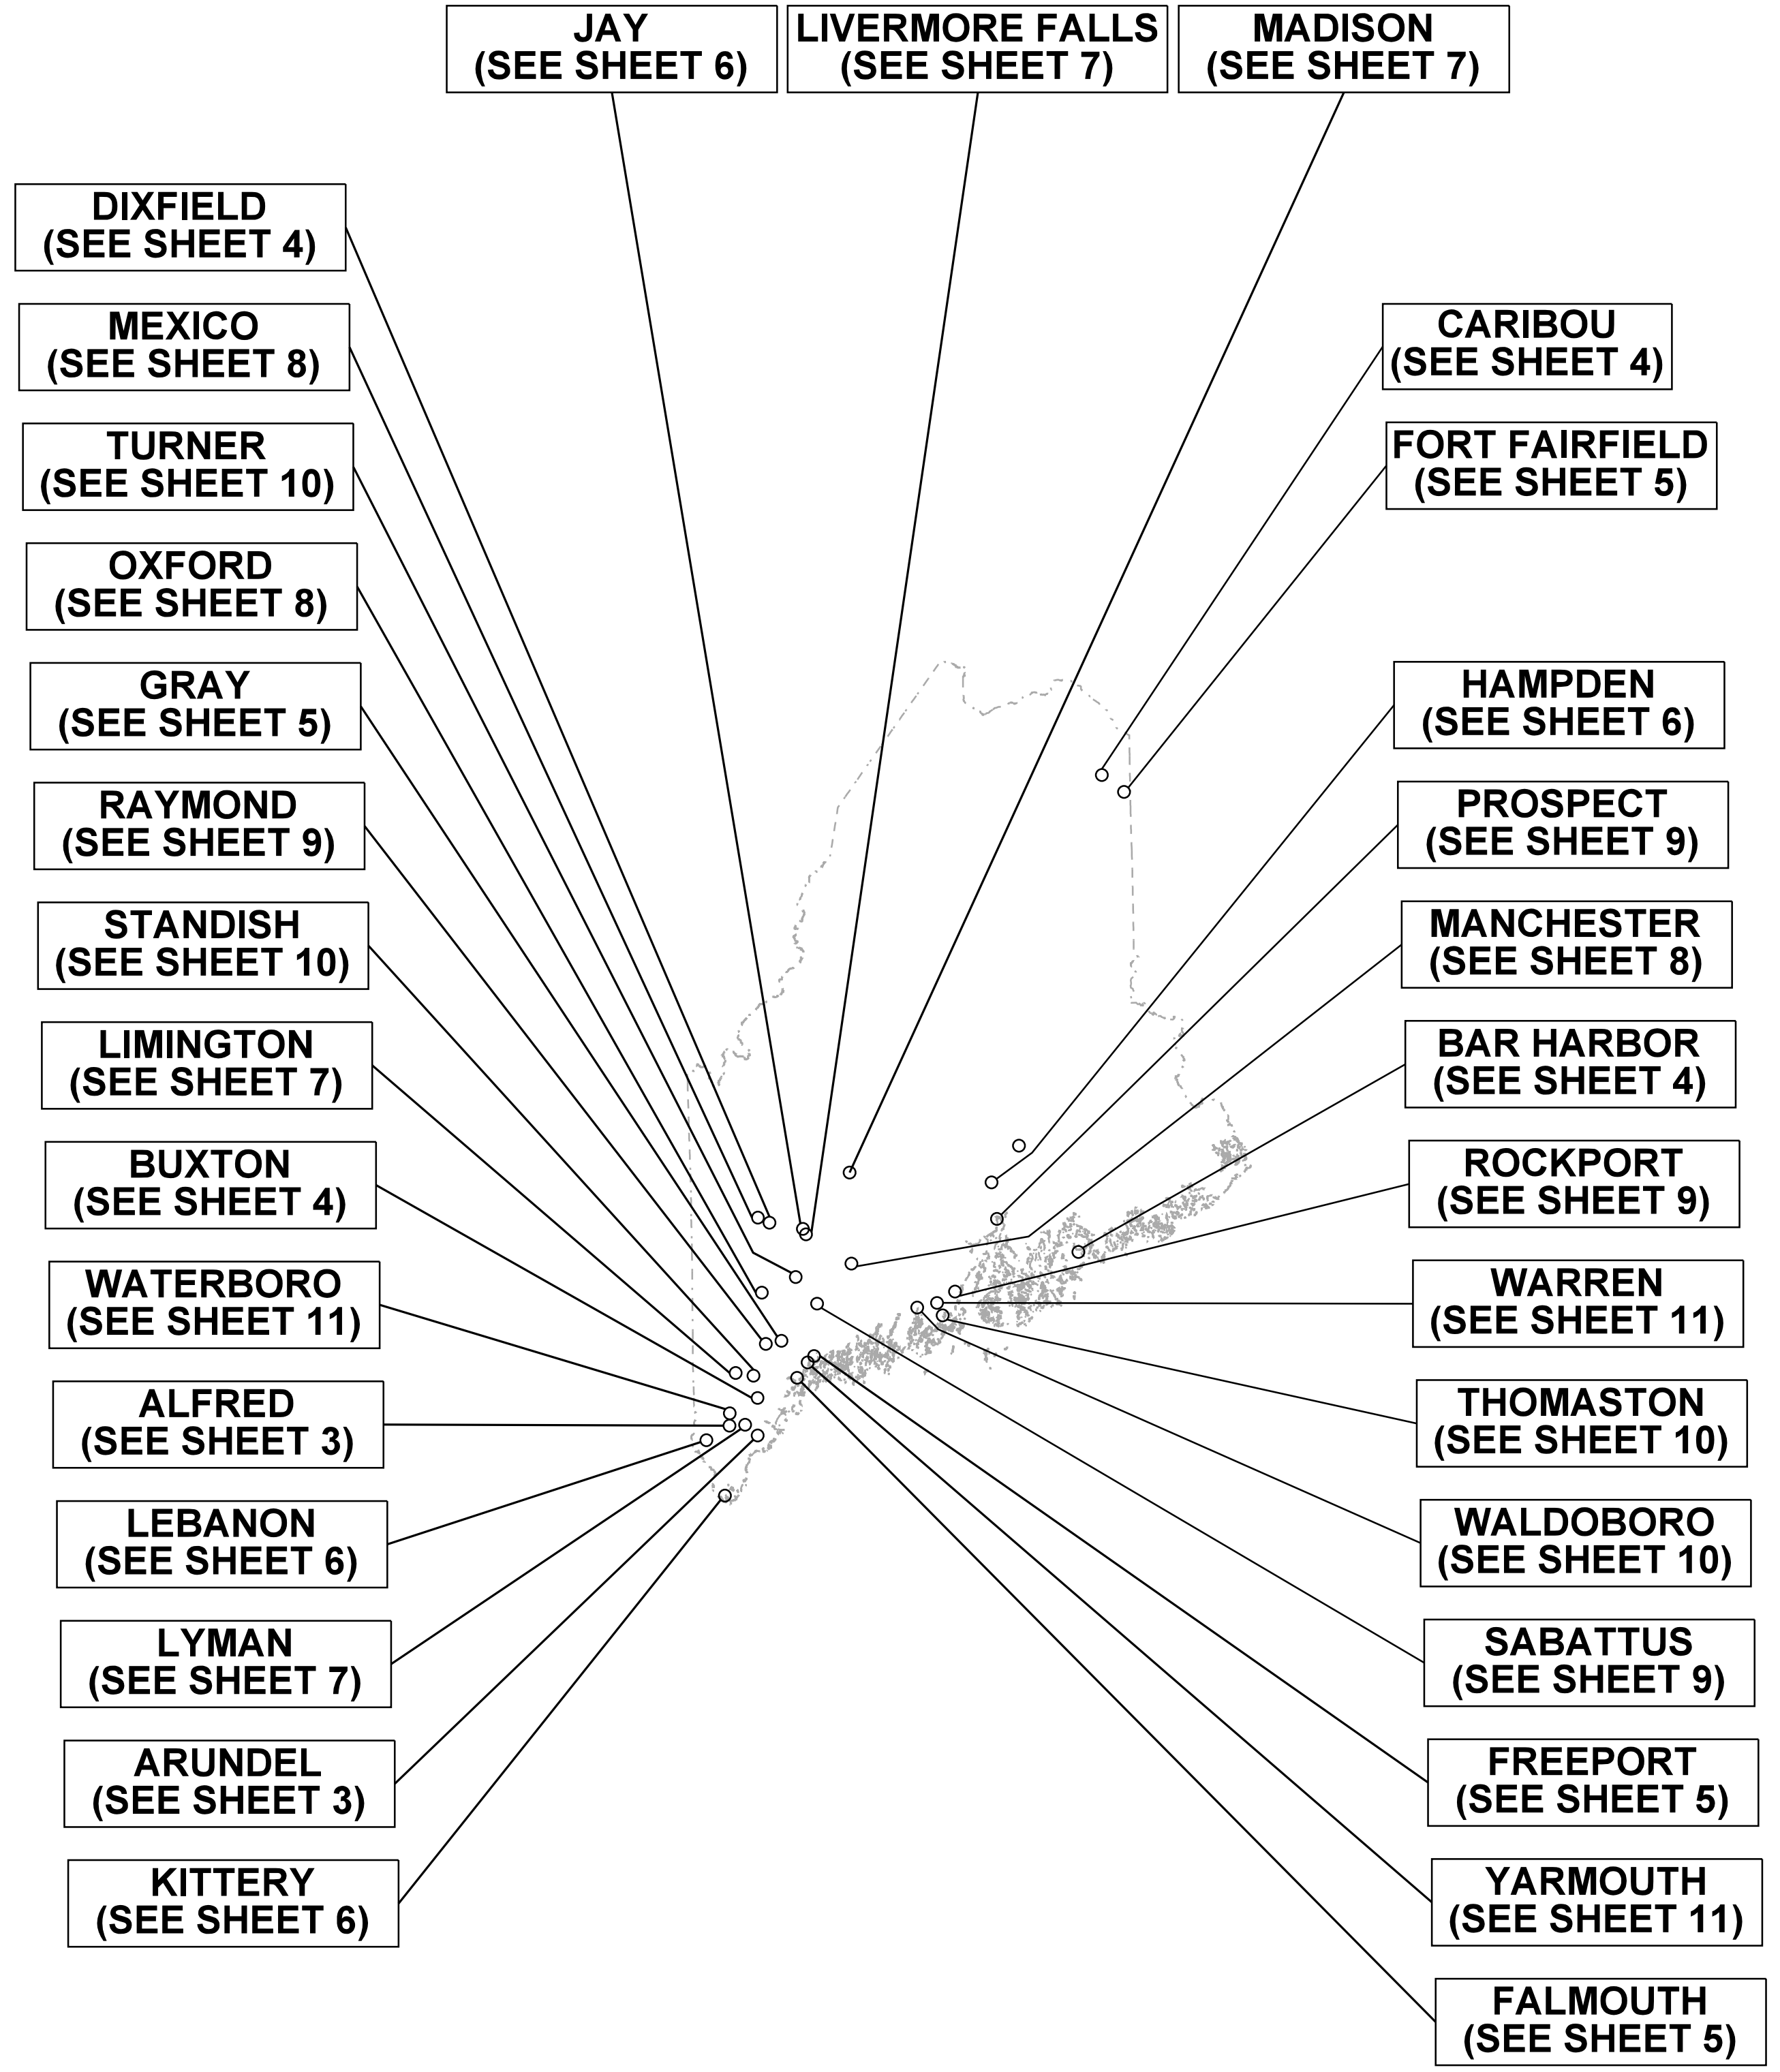 JAY
(SEE SHEET 6)
LIVERMORE FALLS
(SEE SHEET 7)
MADISON
(SEE SHEET 7)
DIXFIELD
(SEE SHEET 4)
MEXICO
(SEE SHEET 8)
TURNER
(SEE SHEET 10)
OXFORD
(SEE SHEET 8)
GRAY
(SEE SHEET 5)
RAYMOND
(SEE SHEET 9)
STANDISH
(SEE SHEET 10)
LIMINGTON
(SEE SHEET 7)
BUXTON
(SEE SHEET 4)
WATERBORO
(SEE SHEET 11)
ALFRED
(SEE SHEET 3)
LEBANON
(SEE SHEET 6)
LYMAN
(SEE SHEET 7)
ARUNDEL
(SEE SHEET 3)
KITTERY
(SEE SHEET 6)
CARIBOU
(SEE SHEET 4)
FORT FAIRFIELD
(SEE SHEET 5)
HAMPDEN
(SEE SHEET 6)
PROSPECT
(SEE SHEET 9)
MANCHESTER
(SEE SHEET 8)
BAR HARBOR
(SEE SHEET 4)
ROCKPORT
(SEE SHEET 9)
WARREN
(SEE SHEET 11)
THOMASTON
(SEE SHEET 10)
WALDOBORO
(SEE SHEET 10)
SABATTUS
(SEE SHEET 9)
FREEPORT
(SEE SHEET 5)
YARMOUTH
(SEE SHEET 11)
FALMOUTH
(SEE SHEET 5)